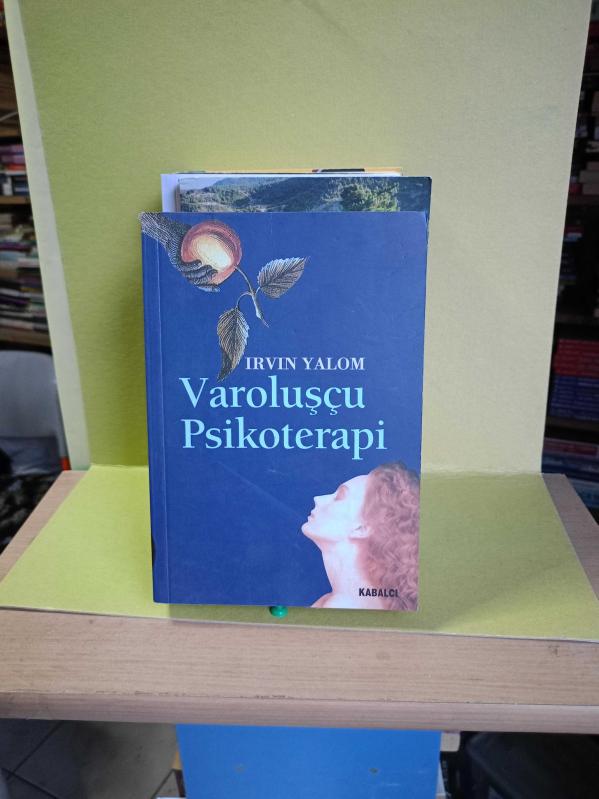 IRVIN YALOM
Varoluşçu
Psikoterapi
KABALCI